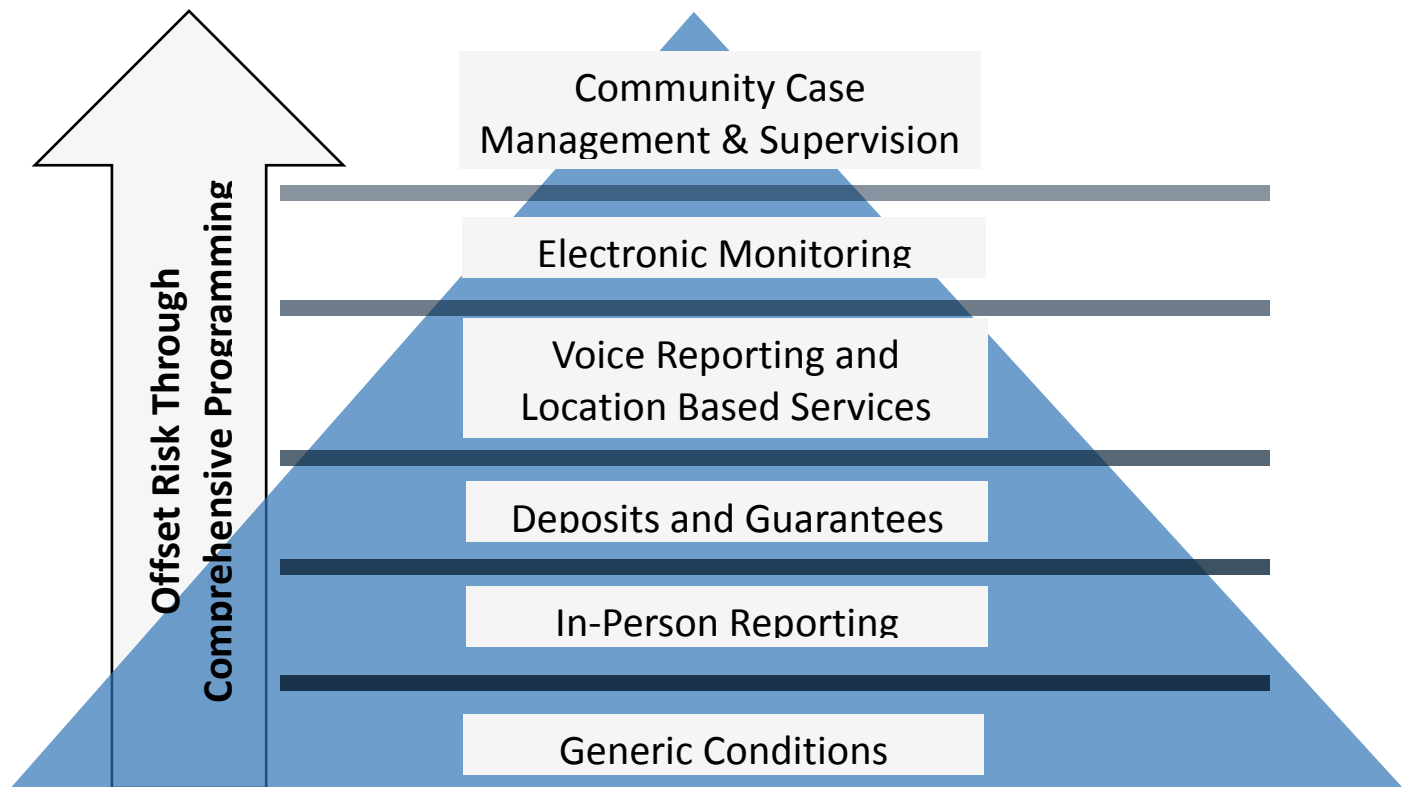 Offset Risk Through
Comprehensive Programming
Community Case
Management & Supervision
Electronic Monitoring
Voice Reporting and
Location Based Services
Deposits and Guarantees
In-Person Reporting
Generic Conditions